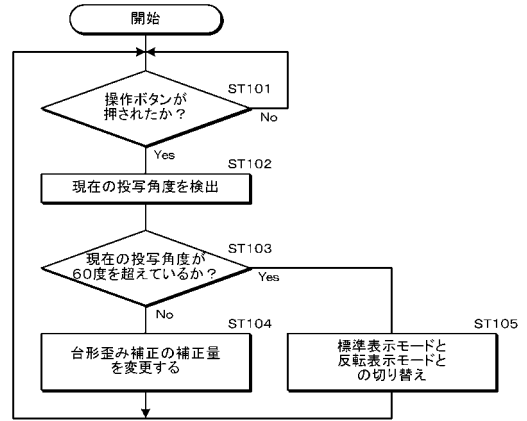 開始
ST101
操作ボタンが
押されたか？
No
Yes
ST102
現在の投写角度を検出
ST103
現在の投写角度が
60度を超えているか？
Yes
No
ST104
台形歪み補正の補正量
を変更する
ST105
標準表示モードと
反転表示モードと
の切り替え